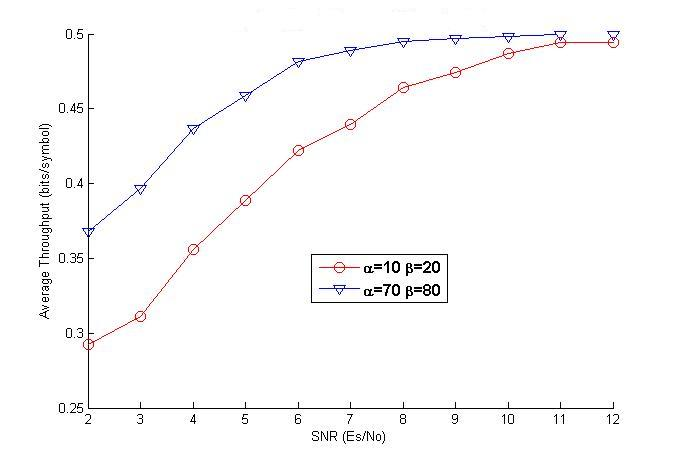 0.5
0.45
0.4
0.35
0.3
0.25
Average Throughput (bits/symbol)
α=10 β=20
α=70 β=80
2 3 4 5 6 7 8 9 10 11 12
SNR (Es/No)